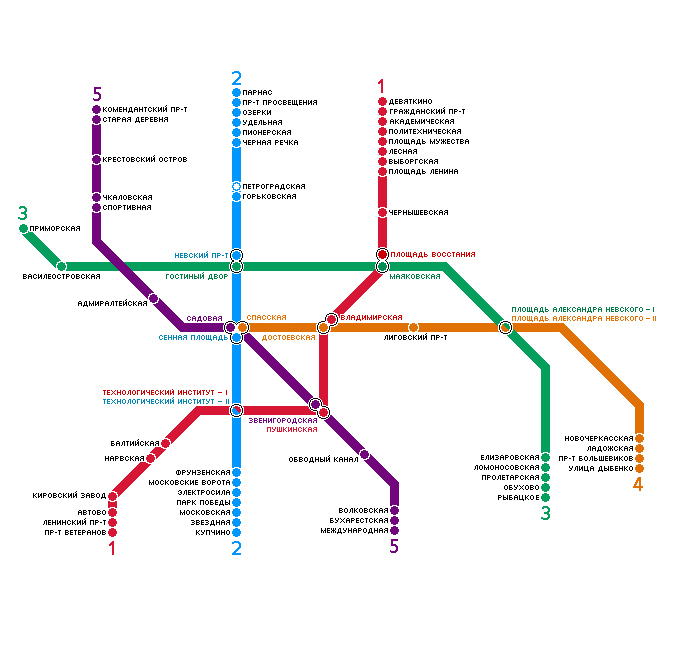 2
5
1
ПАРНАС
ПР-Т ПРОСВЕЩЕНИЯ
ОЗЕРКИ
УДЕЛЬНАЯ
ПИОНЕРСКАЯ
ЧЕРНАЯ РЕЧКА
ДЕВЯТКИНО
ГРАЖДАНСКИЙ ПР-Т
АКАДЕМИЧЕСКАЯ
ПОЛИТЕХНИЧЕСКАЯ
ПЛОЩАДЬ МУЖЕСТВА
ЛЕСНАЯ
ВЫБОРГСКАЯ
ПЛОЩАДЬ ЛЕНИНА
КОМЕНДАНТСКИЙ ПР-Т
СТАРАЯ ДЕРЕВНЯ
КРЕСТОВСКИЙ ОСТРОВ
ЧКАЛОВСКАЯ
СПОРТИВНАЯ
ПЕТРОГРАДСКАЯ
ГОРЬКОВСКАЯ
ЧЕРНЫШЕВСКАЯ
3
ПРИМОРСКАЯ
ВАСИЛЕОСТРОВСКАЯ
НЕВСКИЙ ПР-Т
ГОСТИНЫЙ ДВОР
ПЛОЩАДЬ ВОССТАНИЯ
МАЯКОВСКАЯ
АДМИРАЛТЕЙСКАЯ
САДОВАЯ
СПАССКАЯ
СЕННАЯ ПЛОЩАДЬ
ДОСТОЕВСКАЯ
ВЛАДИМИРСКАЯ
ЛИГОВСКИЙ ПР-Т
ПЛОЩАДЬ АЛЕКСАНДРА НЕВСКОГО – I
ПЛОЩАДЬ АЛЕКСАНДРА НЕВСКОГО – II
ТЕХНОЛОГИЧЕСКИЙ ИНСТИТУТ – I
ТЕХНОЛОГИЧЕСКИЙ ИНСТИТУТ – II
ЗВЕНИГОРОДСКАЯ
ПУШКИНСКАЯ
БАЛТИЙСКАЯ
НАРВСКАЯ
КИРОВСКИЙ ЗАВОД
АВТОВО
ЛЕНИНСКИЙ ПР-Т
ПР-Т ВЕТЕРАНОВ
1
ФРУНЗЕНСКАЯ
МОСКОВСКИЕ ВОРОТА
ЭЛЕКТРОСИЛА
ПАРК ПОБЕДЫ
МОСКОВСКАЯ
ЗВЕЗДНАЯ
КУПЧИНО
2
ОБВОДНЫЙ КАНАЛ
ВОЛКОВСКАЯ
БУХАРЕСТСКАЯ
МЕЖДУНАРОДНАЯ
5
ЕЛИЗАРОВСКАЯ
ЛОМОНОСОВСКАЯ
ПРОЛЕТАРСКАЯ
ОБУХОВО
РЫБАЦКОЕ
3
НОВОЧЕРКАССКАЯ
ЛАДОЖСКАЯ
ПР-Т БОЛЬШЕВИКОВ
УЛИЦА ДЫБЕНКО
4